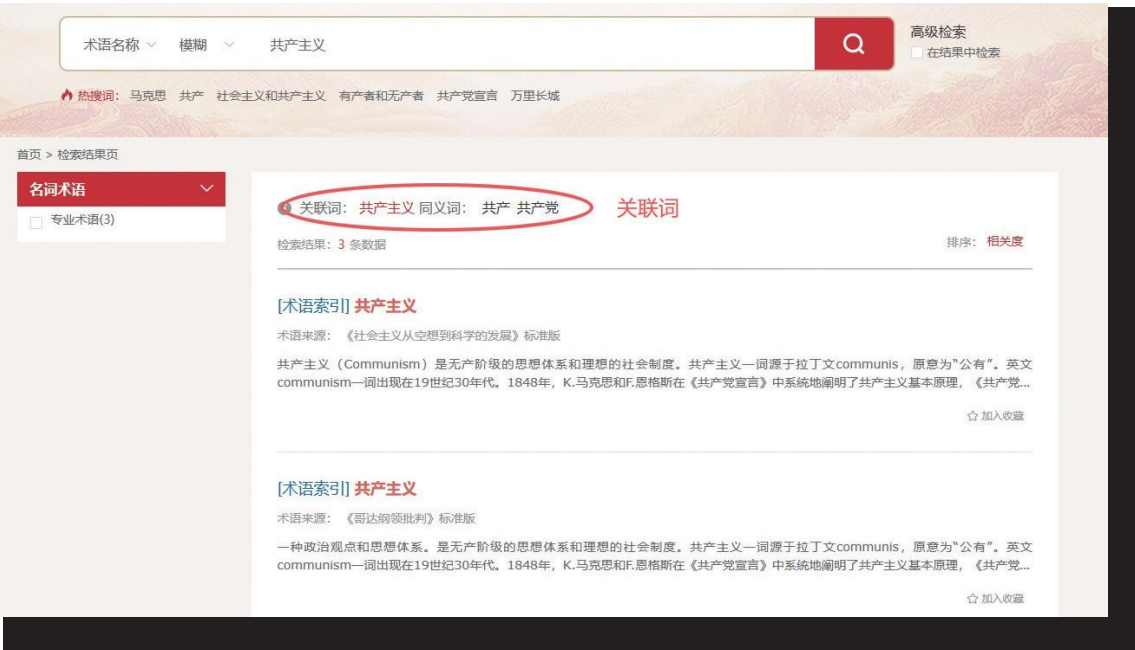 术语名称 模糊 共产主义 高级检索
在结果中检索
热搜词: 马克思 共产 社会主义和共产主义 有产者和无产者 共产党宣言 万里长城
首页 > 检索结果页
名词术语
专业术语(3)
关联词: 共产主义 同义词: 共产 共产党 关联词
检索结果: 3 条数据 排序: 相关度
[术语索引] 共产主义
术语来源: 《社会主义从空想到科学的发展》标准版
共产主义（Communism）是无产阶级的思想体系和理想的社会制度。共产主义一词源于拉丁文communis，原意为“公有”。英文
communism一词出现在19世纪30年代。1848年，K.马克思和F.恩格斯在《共产党宣言》中系统地阐明了共产主义基本原理，《共产党...
加入收藏
[术语索引] 共产主义
术语来源: 《哥达纲领批判》标准版
一种政治观点和思想体系。是无产阶级的思想体系和理想的社会制度。共产主义一词源于拉丁文communis，原意为“公有”。英文
communism一词出现在19世纪30年代。1848年，K.马克思和F.恩格斯在《共产党宣言》中系统地阐明了共产主义基本原理，《共产党...
加入收藏